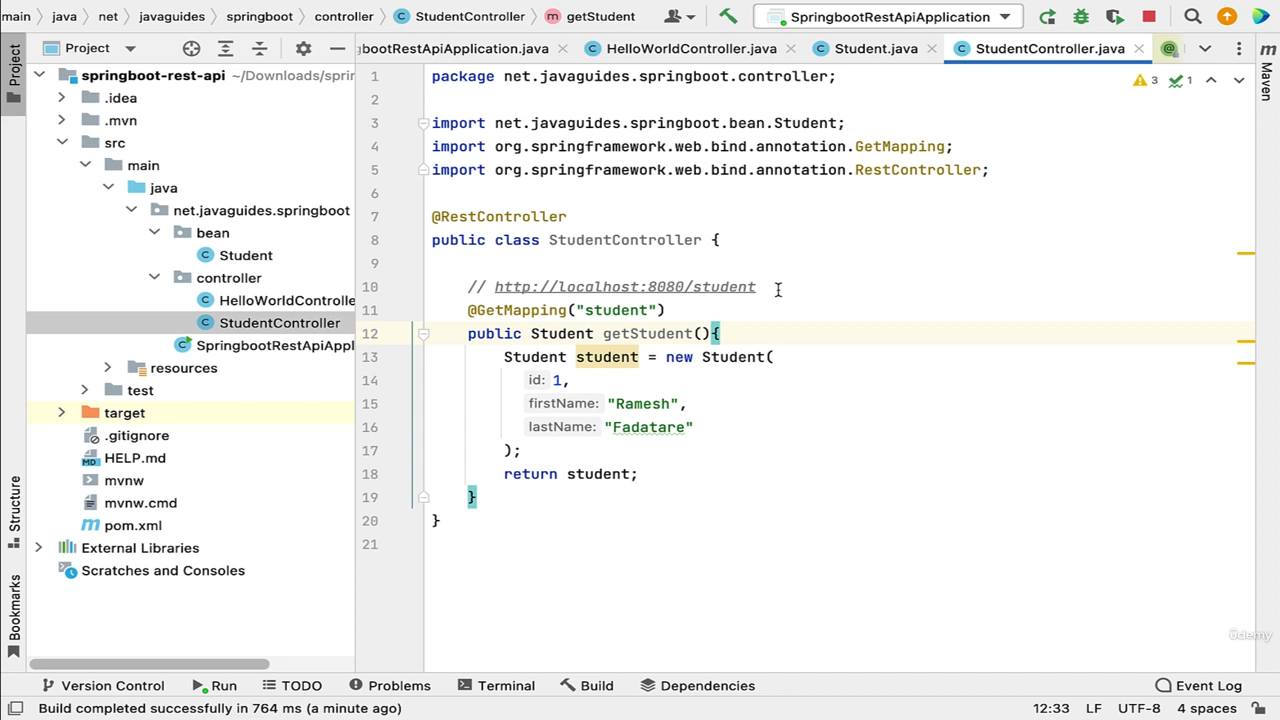 main
java
net
javaguides
springboot
controller
StudentController
getStudent
SpringbootRestApiApplication
Project
bootRestApiApplication.java
HelloWorldController.java
Student.java
StudentController.java
Project
Structure
Bookmarks
Maven
springboot-rest-api ~/Downloads/sprir
.idea
.mvn
src
main
java
net.javaguides.springboot
bean
Student
controller
HelloWorldControlle
StudentController
SpringbootRestApiAppl
resources
test
target
.gitignore
HELP.md
mvnw
mvnw.cmd
pom.xml
External Libraries
Scratches and Consoles
3 1
1 package net.javaguides.springboot.controller;
2
3 import net.javaguides.springboot.bean.Student;
4 import org.springframework.web.bind.annotation.GetMapping;
5 import org.springframework.web.bind.annotation.RestController;
6
7 @RestController
8 public class StudentController {
9
10 // http://localhost:8080/student
11 @GetMapping("student")
12 public Student getStudent(){
13 Student student = new Student(
14 id: 1,
15 firstName: "Ramesh",
16 lastName: "Fadatare"
17 );
18 return student;
19 }
20 }
21
Udemy
Version Control
Run
TODO
Problems
Terminal
Build
Dependencies
Event Log
Build completed successfully in 764 ms (a minute ago)
12:33 LF UTF-8 4 spaces